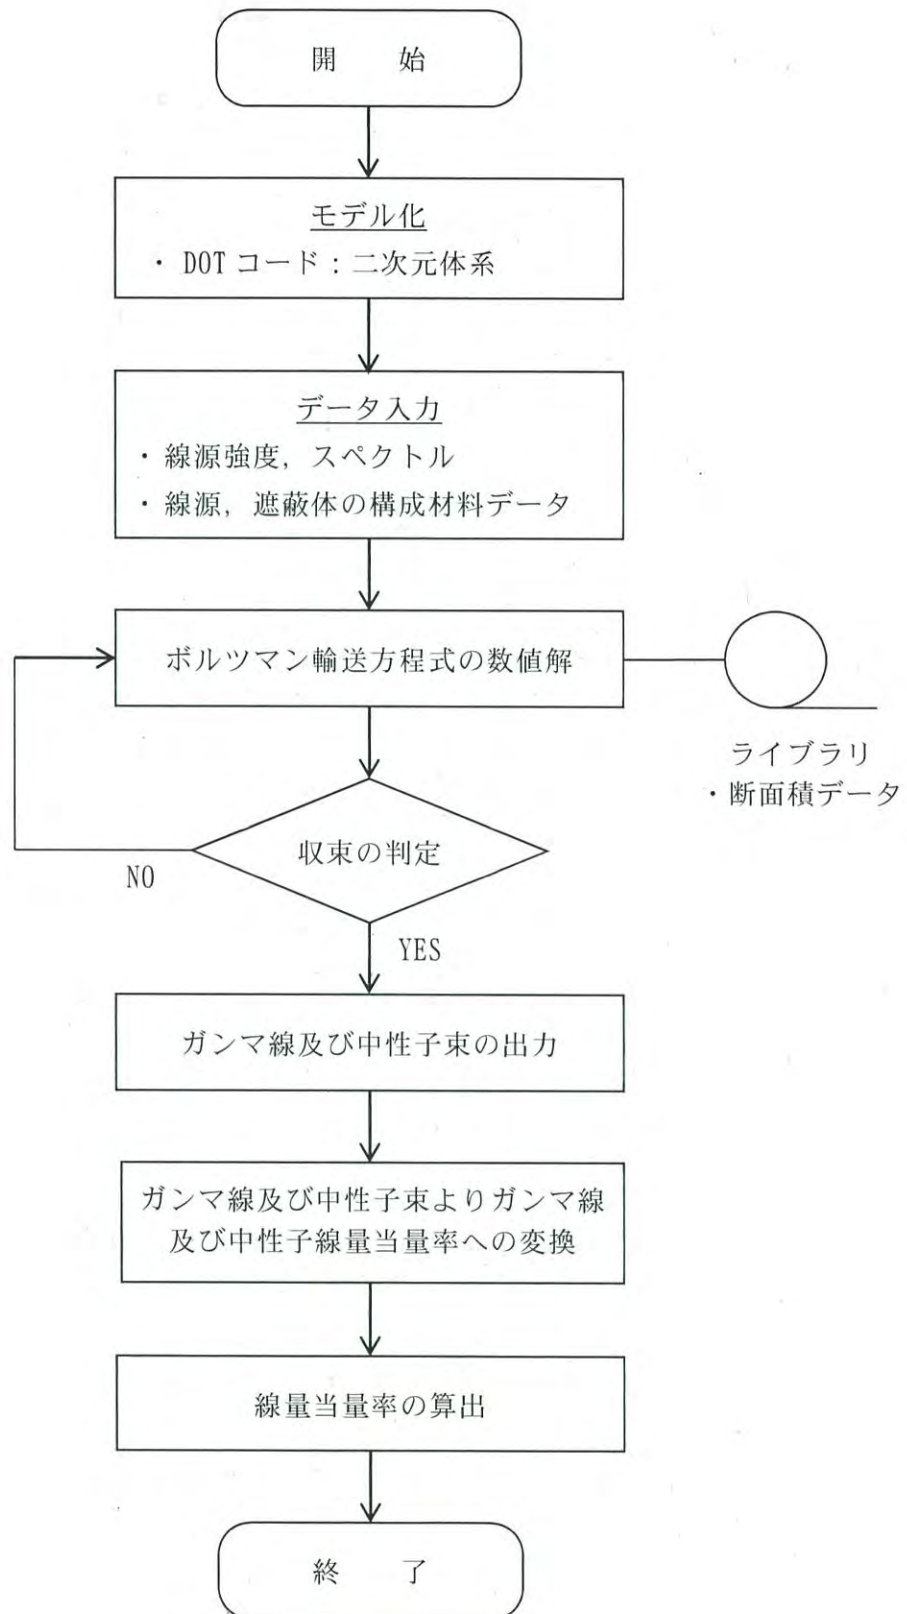 開　始
モデル化
・ DOT コード：二次元体系
データ入力
・線源強度，スペクトル
・線源，遮蔽体の構成材料データ
ボルツマン輸送方程式の数値解
ライブラリ
・断面積データ
収束の判定
NO
YES
ガンマ線及び中性子束の出力
ガンマ線及び中性子束よりガンマ線
及び中性子線量当量率への変換
線量当量率の算出
終　了